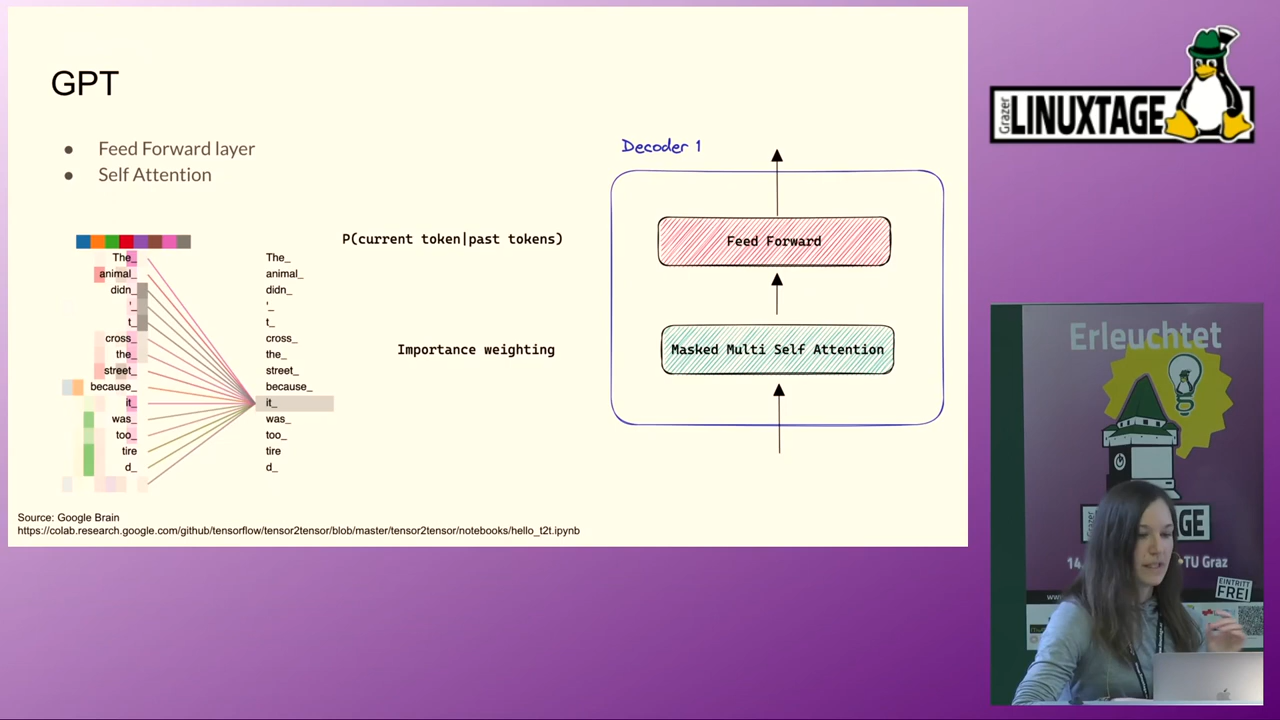 GPT
Feed Forward layer
Self Attention
The_
animal_
didn_
'_
t_
cross_
the_
street_
because_
it_
was_
too_
tire
d_
The_
animal_
didn_
'_
t_
cross_
the_
street_
because_
it_
was_
too_
tire
d_
P(current token|past tokens)
Importance weighting
Decoder 1
Feed Forward
Masked Multi Self Attention
Source: Google Brain
https://colab.research.google.com/github/tensorflow/tensor2tensor/blob/master/tensor2tensor/notebooks/hello_t2t.ipynb
Grazer
LINUXTAGE
Erleuchtet
TU Graz
EINTRITT
FREI